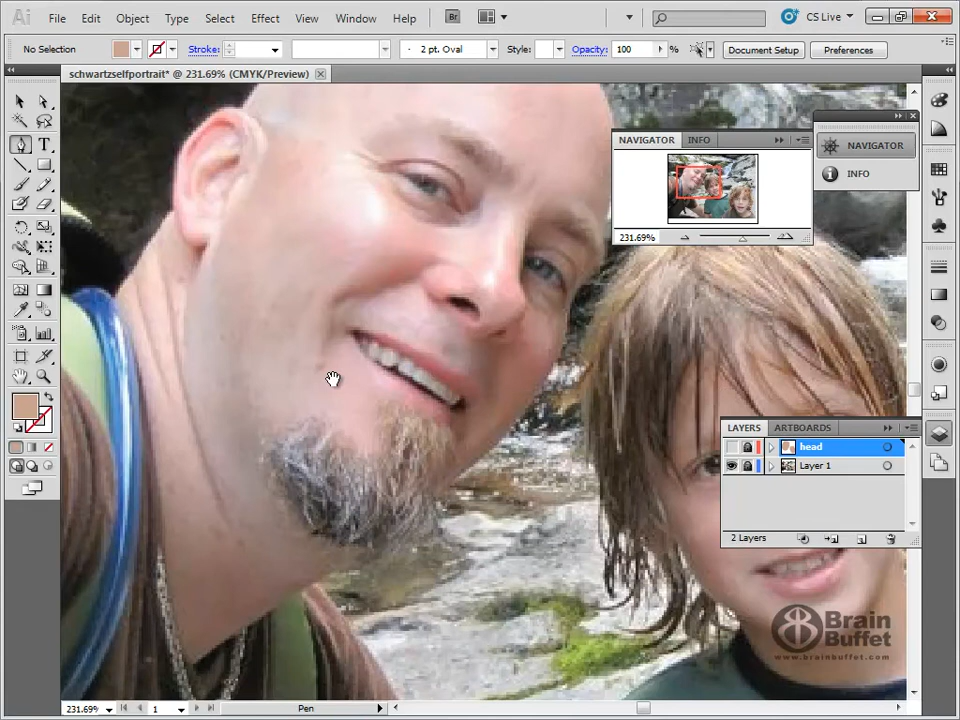 Ai File Edit Object Type Select Effect View Window Help Br CS Live
No Selection Stroke: 2 pt. Oval Style: Opacity: 100 % Document Setup Preferences
schwartzselfportrait* @ 231.69% (CMYK/Preview)
NAVIGATOR INFO
NAVIGATOR
INFO
231.69%
T
LAYERS ARTBOARDS
head
Layer 1
2 Layers
Brain
Buffet
www.brainbuffet.com
231.69% 1 Pen